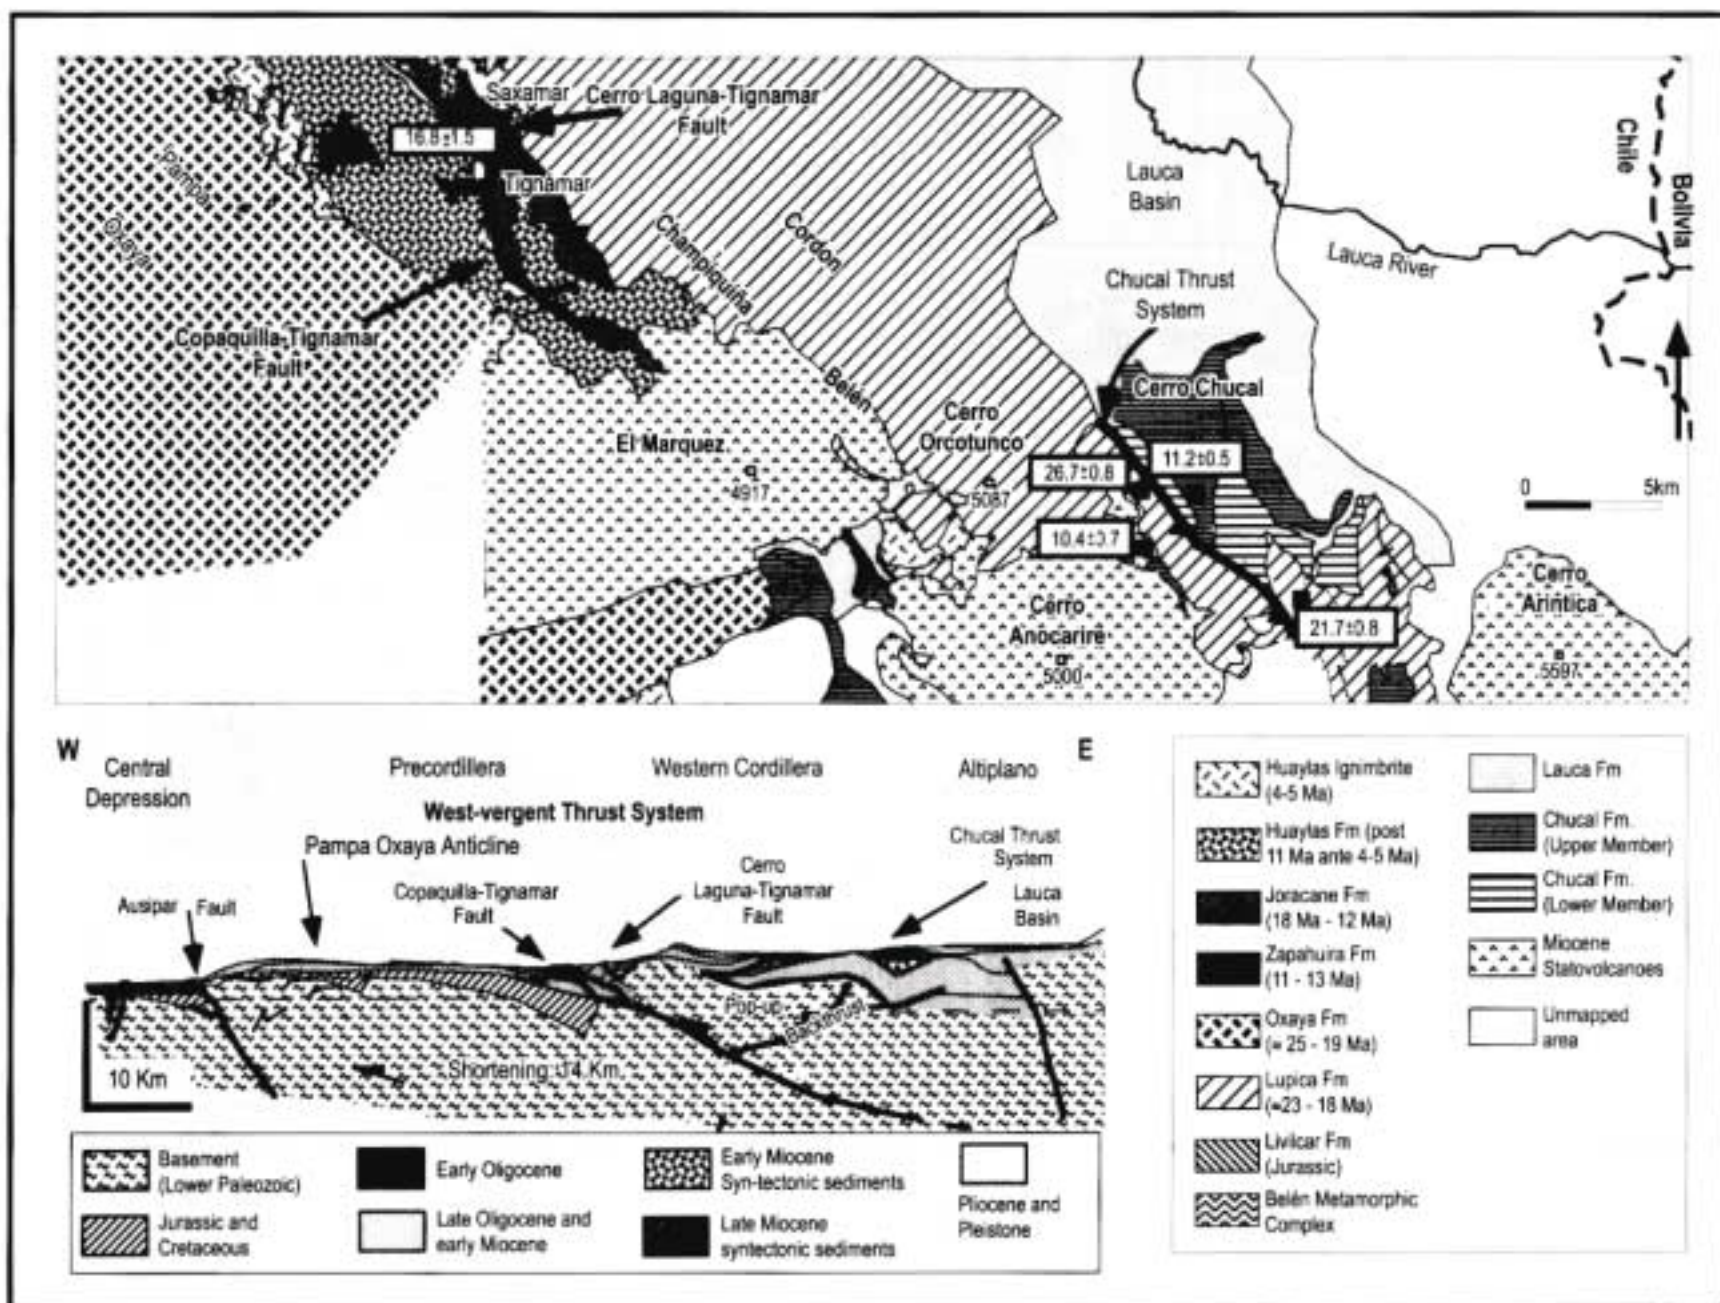 Saxamar
Cerro Laguna-Tignamar
Fault
16.8±1.5
Pampa
Oxaya
Tignamar
Copaquilla-Tignamar
Fault
Cordon
Champiquiña
Belén
El Marquez
4917
Lauca
Basin
Chile
Bolivia
Lauca River
Chucal Thrust
System
Cerro Chucal
Cerro
Orcotunco
5087
26.7±0.8
11.2±0.5
10.4±0.7
21.7±0.8
0 5km
Cerro
Anocarire
5000
Cerro
Arintica
5597
W
E
Central
Depression
Precordillera
Western Cordillera
Altiplano
West-vergent Thrust System
Pampa Oxaya Anticline
Ausipar Fault
Copaquilla-Tignamar
Fault
Cerro
Laguna-Tignamar
Fault
Chucal Thrust
System
Lauca
Basin
Pop-up
Backthrust
Shortening: 14 Km.
10 Km
Basement
(Lower Paleozoic)
Jurassic and
Cretaceous
Early Oligocene
Late Oligocene and
early Miocene
Early Miocene
Syn-tectonic sediments
Late Miocene
syntectonic sediments
Pliocene and
Pleistone
Huaylas Ignimbrite
(4-5 Ma)
Huaylas Fm (post
11 Ma ante 4-5 Ma)
Joracane Fm
(18 Ma - 12 Ma)
Zapahuira Fm
(11 - 13 Ma)
Oxaya Fm
(= 25 - 19 Ma)
Lupica Fm
(=23 - 18 Ma)
Livilcar Fm
(Jurassic)
Belén Metamorphic
Complex
Lauca Fm
Chucal Fm.
(Upper Member)
Chucal Fm.
(Lower Member)
Miocene
Statovolcanoes
Unmapped
area